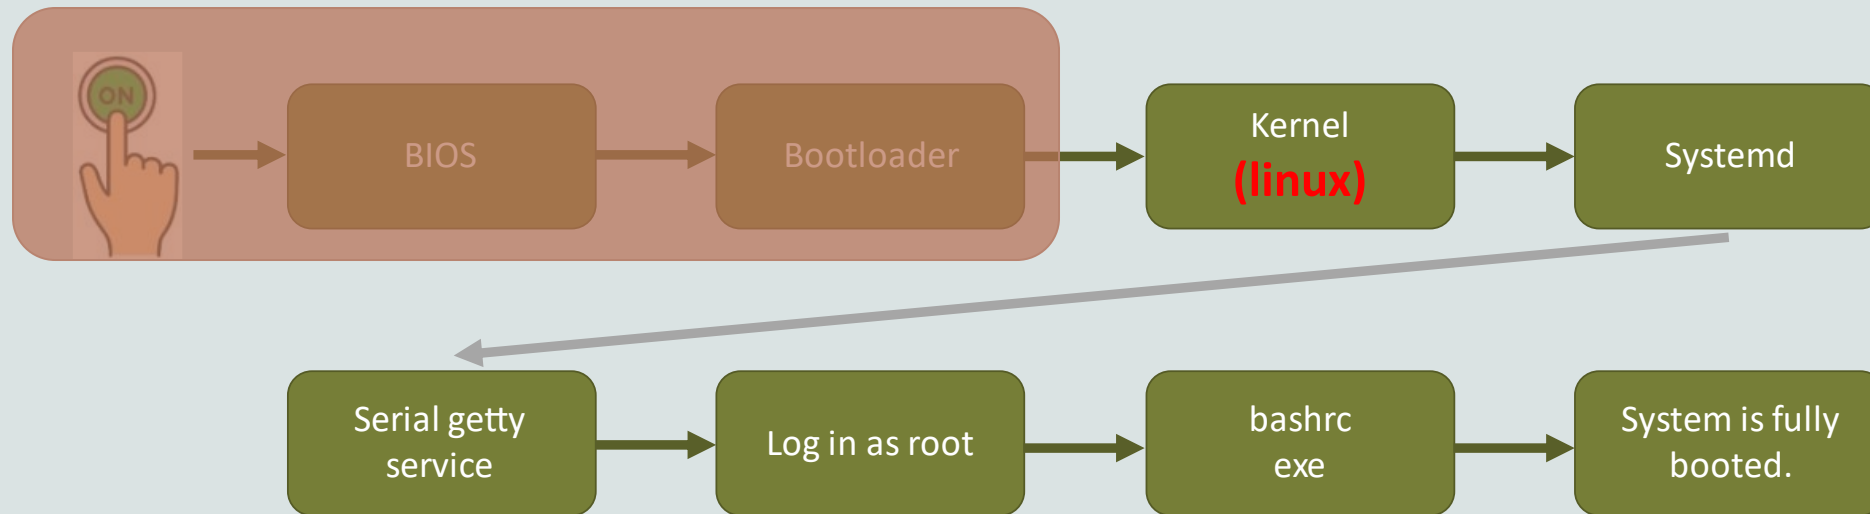 ON
BIOS
Bootloader
Kernel
(linux)
Systemd
Serial getty
service
Log in as root
bashrc
exe
System is fully
booted.